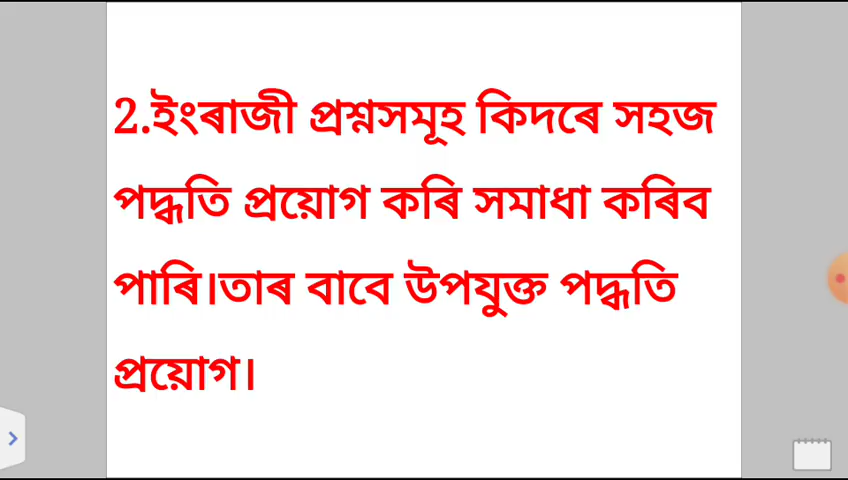 2.ইংৰাজী প্ৰশ্নসমূহ কিদৰে সহজ
পদ্ধতি প্ৰয়োগ কৰি সমাধা কৰিব
পাৰি।তাৰ বাবে উপযুক্ত পদ্ধতি
প্ৰয়োগ।